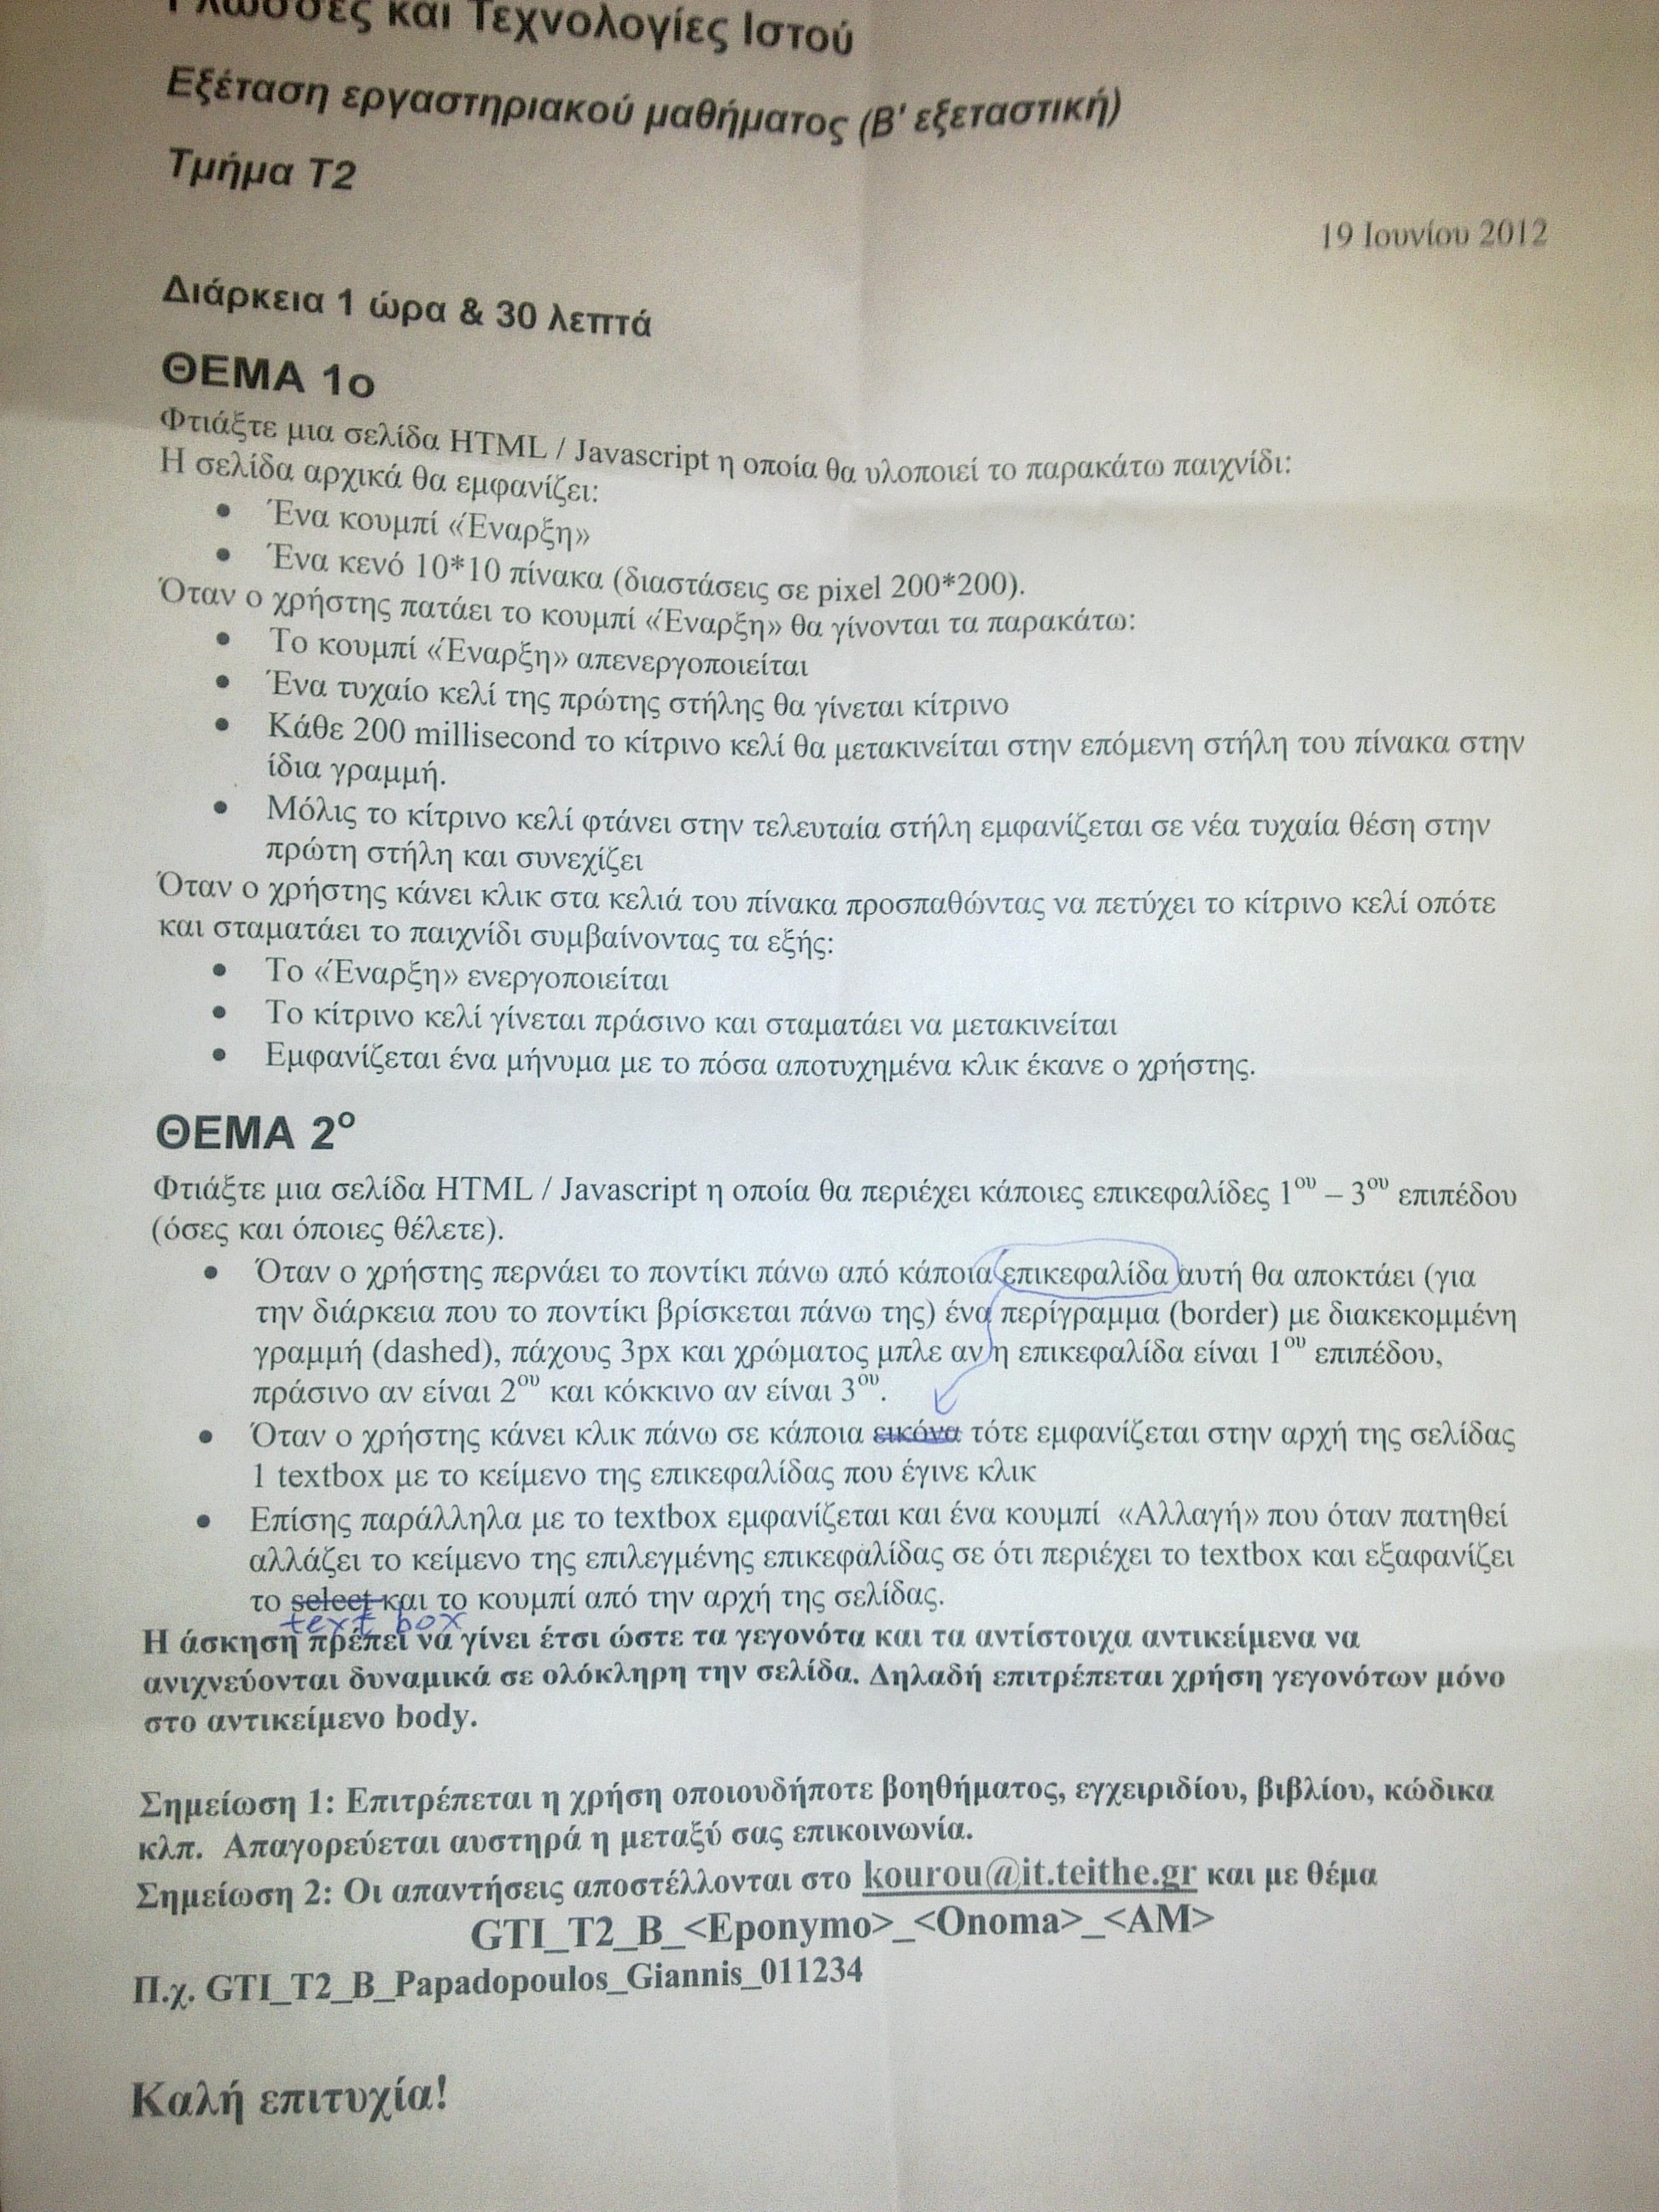 Γλώσσες και Τεχνολογίες Ιστού
Εξέταση εργαστηριακού μαθήματος (Β' εξεταστική)
Τμήμα Τ2
19 Ιουνίου 2012
Διάρκεια 1 ώρα & 30 λεπτά
ΘΕΜΑ 1ο
Φτιάξτε μια σελίδα HTML / Javascript η οποία θα υλοποιεί το παρακάτω παιχνίδι:
Η σελίδα αρχικά θα εμφανίζει:
• Ένα κουμπί «Έναρξη»
• Ένα κενό 10*10 πίνακα (διαστάσεις σε pixel 200*200).
Όταν ο χρήστης πατάει το κουμπί «Έναρξη» θα γίνονται τα παρακάτω:
• Το κουμπί «Έναρξη» απενεργοποιείται
• Ένα τυχαίο κελί της πρώτης στήλης θα γίνεται κίτρινο
• Κάθε 200 millisecond το κίτρινο κελί θα μετακινείται στην επόμενη στήλη του πίνακα στην
ίδια γραμμή.
• Μόλις το κίτρινο κελί φτάνει στην τελευταία στήλη εμφανίζεται σε νέα τυχαία θέση στην
πρώτη στήλη και συνεχίζει
Όταν ο χρήστης κάνει κλικ στα κελιά του πίνακα προσπαθώντας να πετύχει το κίτρινο κελί οπότε
και σταματάει το παιχνίδι συμβαίνοντας τα εξής:
• Το «Έναρξη» ενεργοποιείται
• Το κίτρινο κελί γίνεται πράσινο και σταματάει να μετακινείται
• Εμφανίζεται ένα μήνυμα με το πόσα αποτυχημένα κλικ έκανε ο χρήστης.
ΘΕΜΑ 2ο
Φτιάξτε μια σελίδα HTML / Javascript η οποία θα περιέχει κάποιες επικεφαλίδες 1ου – 3ου επιπέδου
(όσες και όποιες θέλετε).
• Όταν ο χρήστης περνάει το ποντίκι πάνω από κάποια επικεφαλίδα αυτή θα αποκτάει (για
την διάρκεια που το ποντίκι βρίσκεται πάνω της) ένα περίγραμμα (border) με διακεκομμένη
γραμμή (dashed), πάχους 3px και χρώματος μπλε αν η επικεφαλίδα είναι 1ου επιπέδου,
πράσινο αν είναι 2ου και κόκκινο αν είναι 3ου.
• Όταν ο χρήστης κάνει κλικ πάνω σε κάποια εικόνα τότε εμφανίζεται στην αρχή της σελίδας
1 textbox με το κείμενο της επικεφαλίδας που έγινε κλικ
• Επίσης παράλληλα με το textbox εμφανίζεται και ένα κουμπί «Αλλαγή» που όταν πατηθεί
αλλάζει το κείμενο της επιλεγμένης επικεφαλίδας σε ότι περιέχει το textbox και εξαφανίζει
το select και το κουμπί από την αρχή της σελίδας.
text box
Η άσκηση πρέπει να γίνει έτσι ώστε τα γεγονότα και τα αντίστοιχα αντικείμενα να
ανιχνεύονται δυναμικά σε ολόκληρη την σελίδα. Δηλαδή επιτρέπεται χρήση γεγονότων μόνο
στο αντικείμενο body.
Σημείωση 1: Επιτρέπεται η χρήση οποιουδήποτε βοηθήματος, εγχειριδίου, βιβλίου, κώδικα
κλπ. Απαγορεύεται αυστηρά η μεταξύ σας επικοινωνία.
Σημείωση 2: Οι απαντήσεις αποστέλλονται στο kourou@it.teithe.gr και με θέμα
GTI_T2_B_<Eponymo>_<Onoma>_<AM>
Π.χ. GTI_T2_B_Papadopoulos_Giannis_011234
Καλή επιτυχία!